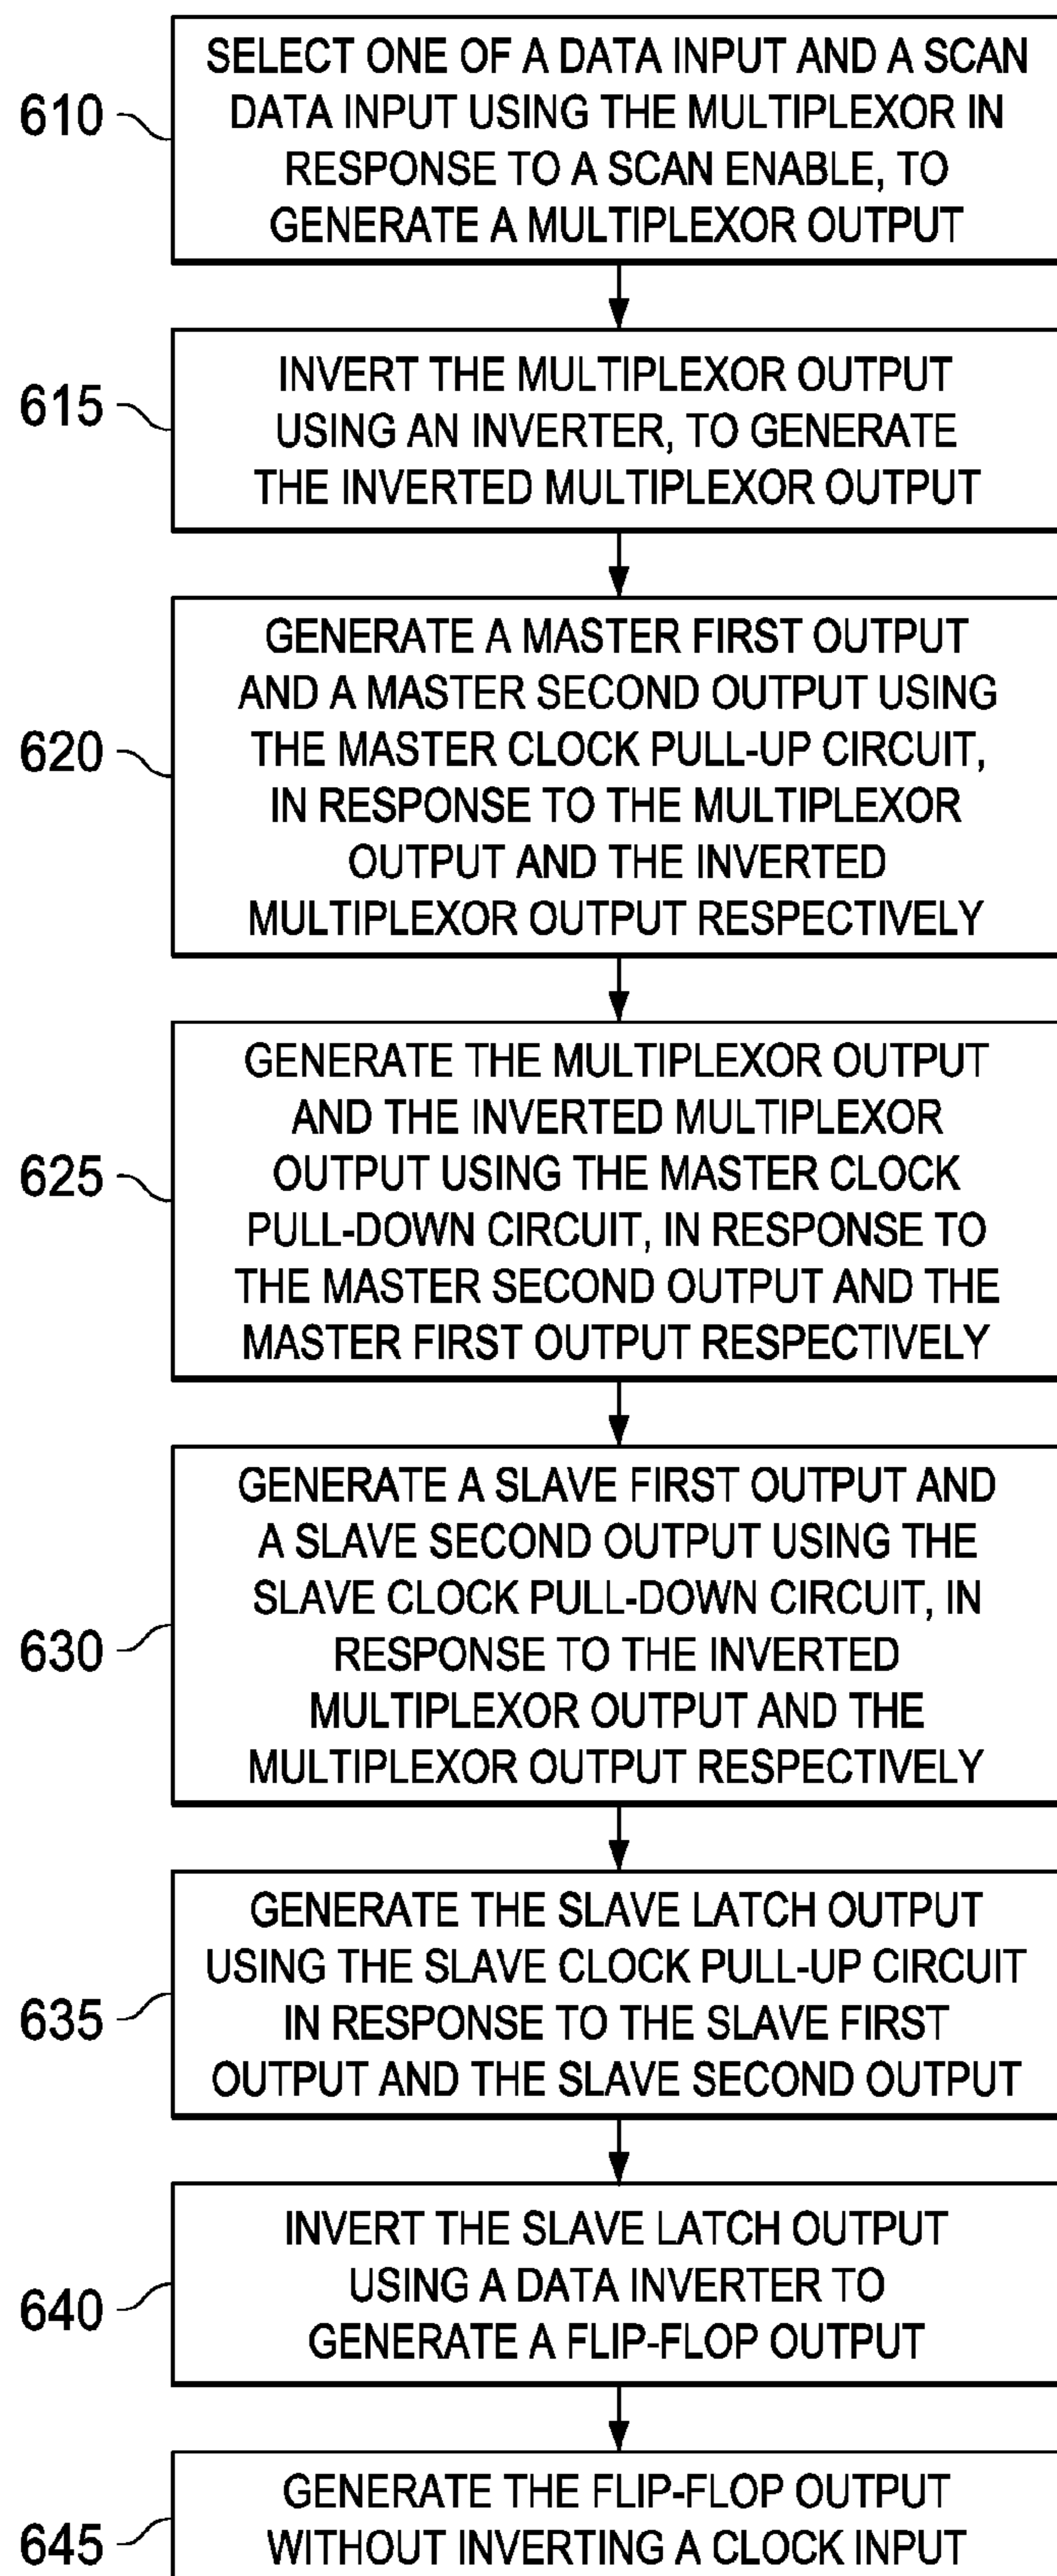 610
SELECT ONE OF A DATA INPUT AND A SCAN
DATA INPUT USING THE MULTIPLEXOR IN
RESPONSE TO A SCAN ENABLE, TO
GENERATE A MULTIPLEXOR OUTPUT
615
INVERT THE MULTIPLEXOR OUTPUT
USING AN INVERTER, TO GENERATE
THE INVERTED MULTIPLEXOR OUTPUT
620
GENERATE A MASTER FIRST OUTPUT
AND A MASTER SECOND OUTPUT USING
THE MASTER CLOCK PULL-UP CIRCUIT,
IN RESPONSE TO THE MULTIPLEXOR
OUTPUT AND THE INVERTED
MULTIPLEXOR OUTPUT RESPECTIVELY
625
GENERATE THE MULTIPLEXOR OUTPUT
AND THE INVERTED MULTIPLEXOR
OUTPUT USING THE MASTER CLOCK
PULL-DOWN CIRCUIT, IN RESPONSE TO
THE MASTER SECOND OUTPUT AND THE
MASTER FIRST OUTPUT RESPECTIVELY
630
GENERATE A SLAVE FIRST OUTPUT AND
A SLAVE SECOND OUTPUT USING THE
SLAVE CLOCK PULL-DOWN CIRCUIT, IN
RESPONSE TO THE INVERTED
MULTIPLEXOR OUTPUT AND THE
MULTIPLEXOR OUTPUT RESPECTIVELY
635
GENERATE THE SLAVE LATCH OUTPUT
USING THE SLAVE CLOCK PULL-UP CIRCUIT
IN RESPONSE TO THE SLAVE FIRST
OUTPUT AND THE SLAVE SECOND OUTPUT
640
INVERT THE SLAVE LATCH OUTPUT
USING A DATA INVERTER TO
GENERATE A FLIP-FLOP OUTPUT
645
GENERATE THE FLIP-FLOP OUTPUT
WITHOUT INVERTING A CLOCK INPUT